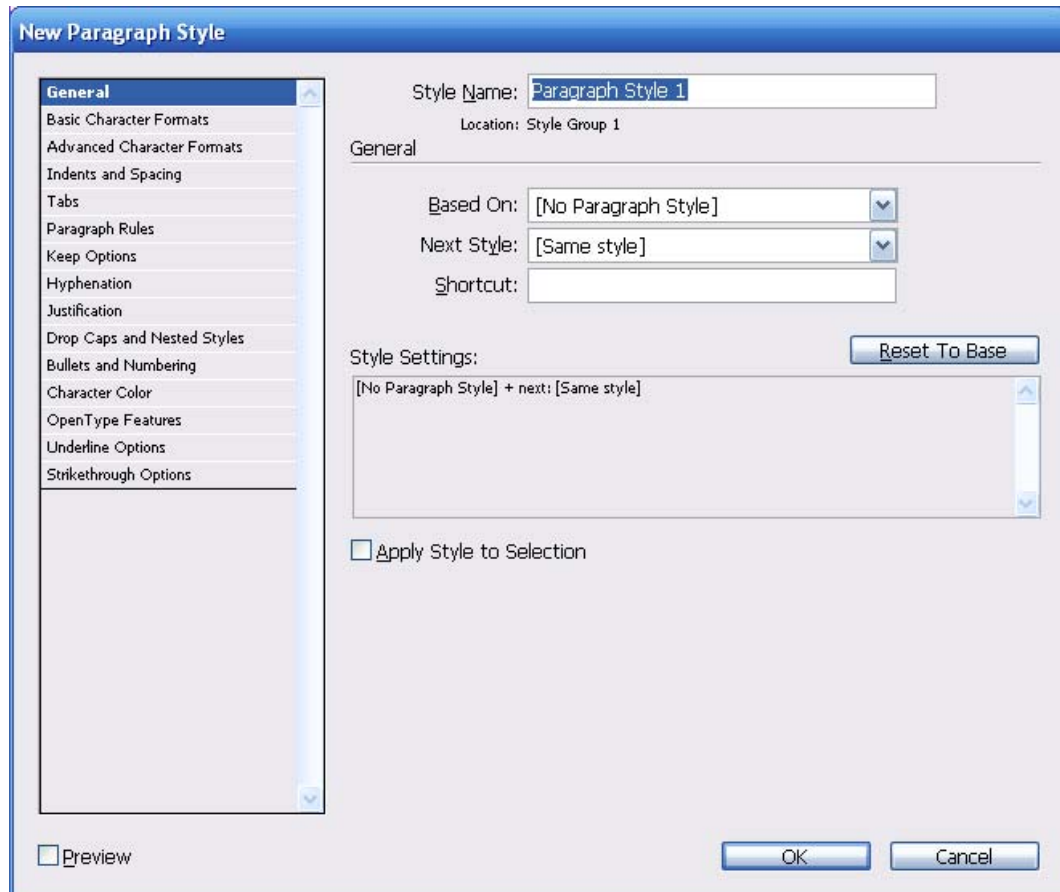 New Paragraph Style
General
Basic Character Formats
Advanced Character Formats
Indents and Spacing
Tabs
Paragraph Rules
Keep Options
Hyphenation
Justification
Drop Caps and Nested Styles
Bullets and Numbering
Character Color
OpenType Features
Underline Options
Strikethrough Options
Style Name: Paragraph Style 1
Location: Style Group 1
General
Based On: [No Paragraph Style]
Next Style: [Same style]
Shortcut:
Style Settings:
Reset To Base
[No Paragraph Style] + next: [Same style]
Apply Style to Selection
Preview
OK
Cancel